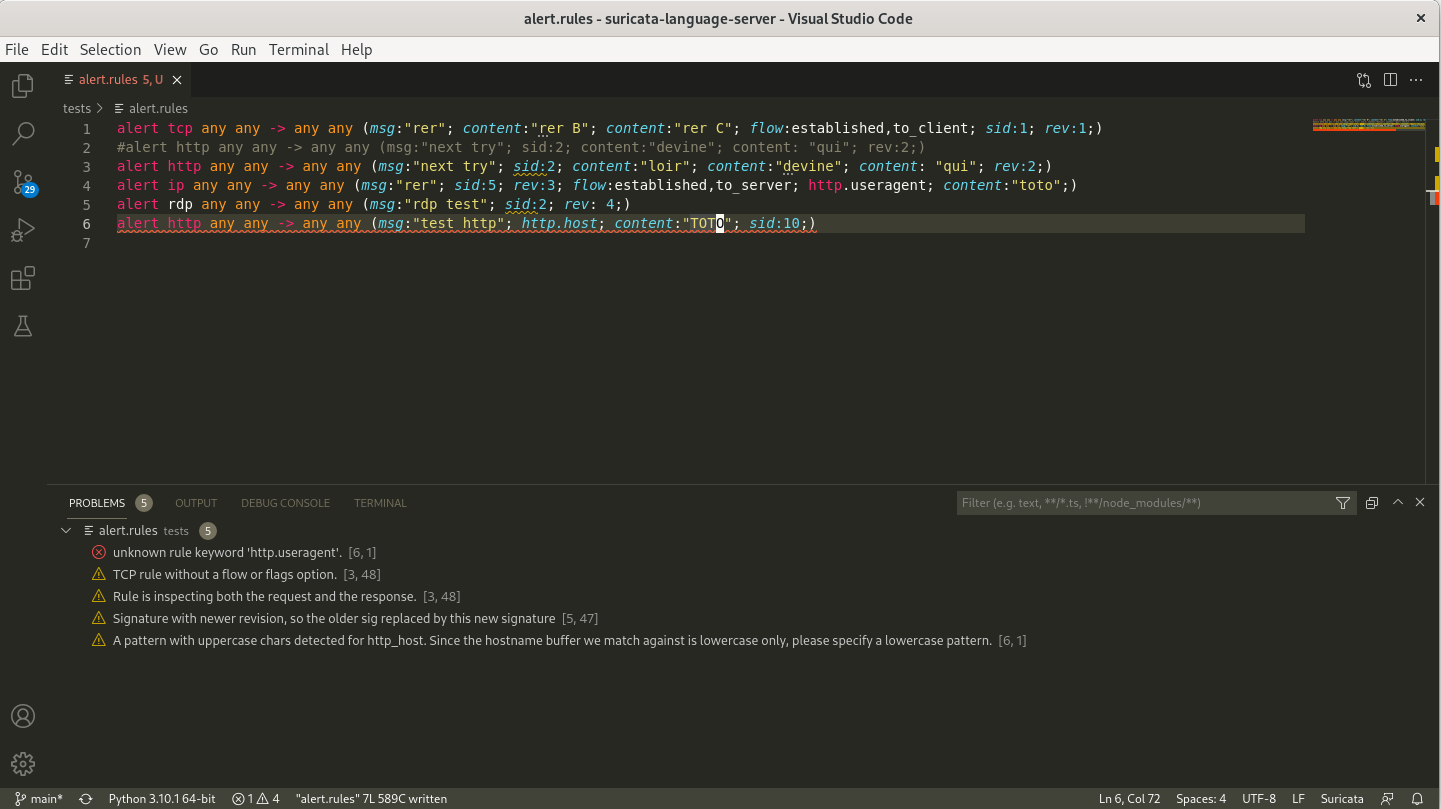 alert.rules - suricata-language-server - Visual Studio Code
File Edit Selection View Go Run Terminal Help
alert.rules 5, U
tests > alert.rules
1 alert tcp any any -> any any (msg:"rer"; content:"rer B"; content:"rer C"; flow:established,to_client; sid:1; rev:1;)
2 #alert http any any -> any any (msg:"next try"; sid:2; content:"devine"; content: "qui"; rev:2;)
3 alert http any any -> any any (msg:"next try"; sid:2; content:"loir"; content:"devine"; content: "qui"; rev:2;)
4 alert ip any any -> any any (msg:"rer"; sid:5; rev:3; flow:established,to_server; http.useragent; content:"toto";)
5 alert rdp any any -> any any (msg:"rdp test"; sid:2; rev: 4;)
6 alert http any any -> any any (msg:"test http"; http.host; content:"TOTO"; sid:10;)
7
29
PROBLEMS 5 OUTPUT DEBUG CONSOLE TERMINAL Filter (e.g. text, **/*.ts, !**/node_modules/**)
alert.rules tests 5
unknown rule keyword 'http.useragent'. [6, 1]
TCP rule without a flow or flags option. [3, 48]
Rule is inspecting both the request and the response. [3, 48]
Signature with newer revision, so the older sig replaced by this new signature [5, 47]
A pattern with uppercase chars detected for http_host. Since the hostname buffer we match against is lowercase only, please specify a lowercase pattern. [6, 1]
main* Python 3.10.1 64-bit 1 4 "alert.rules" 7L 589C written Ln 6, Col 72 Spaces: 4 UTF-8 LF Suricata